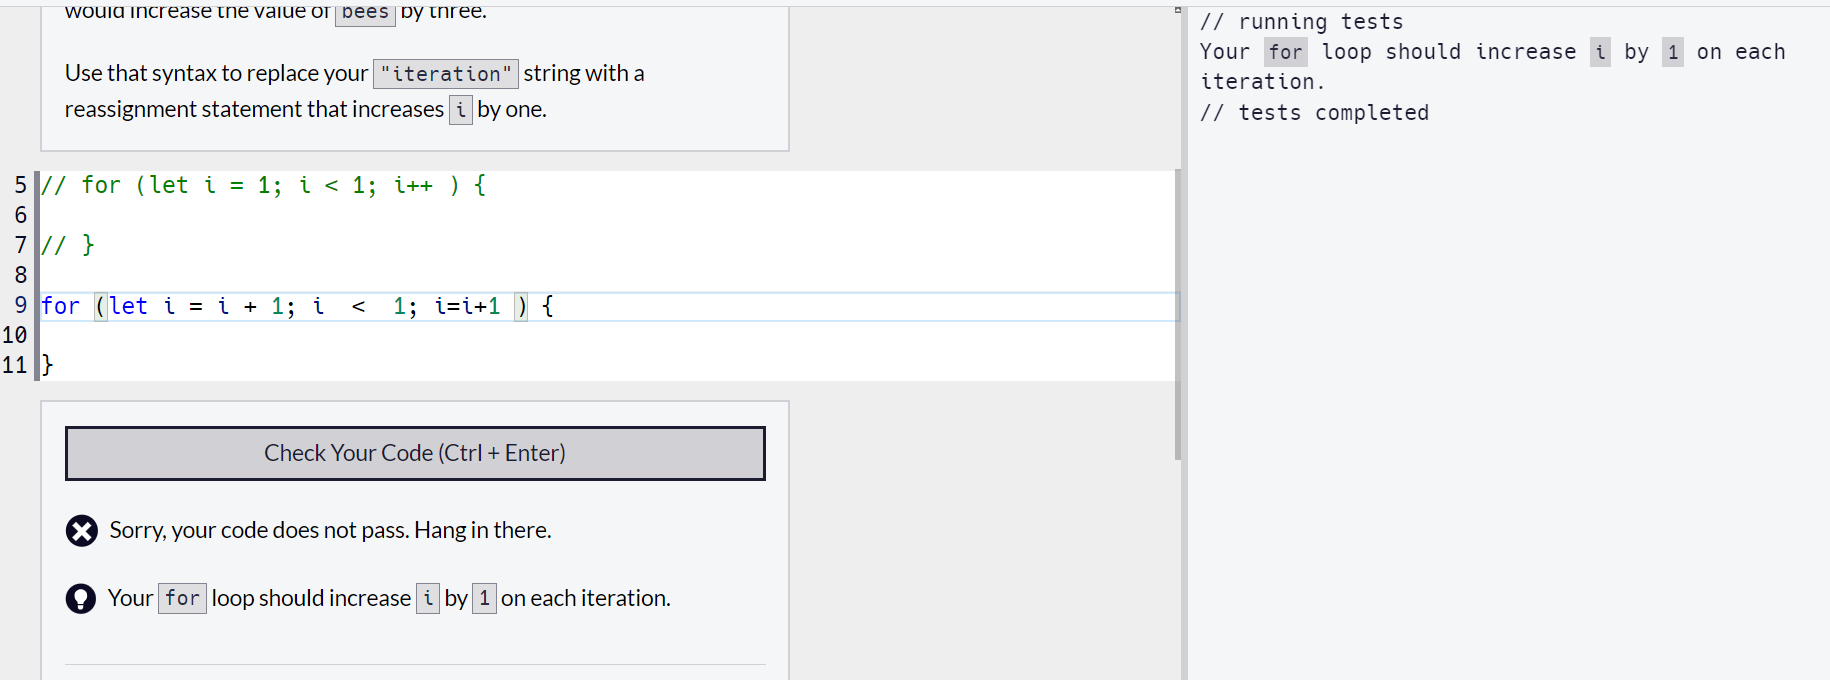 would increase the value of bees by three.
Use that syntax to replace your "iteration" string with a
reassignment statement that increases i by one.
5 // for (let i = 1; i < 1; i++ ) {
6
7 // }
8
9 for (let i = i + 1; i  <  1; i=i+1 ) {
10
11 }
Check Your Code (Ctrl + Enter)
Sorry, your code does not pass. Hang in there.
Your for loop should increase i by 1 on each iteration.
// running tests
Your for loop should increase i by 1 on each
iteration.
// tests completed